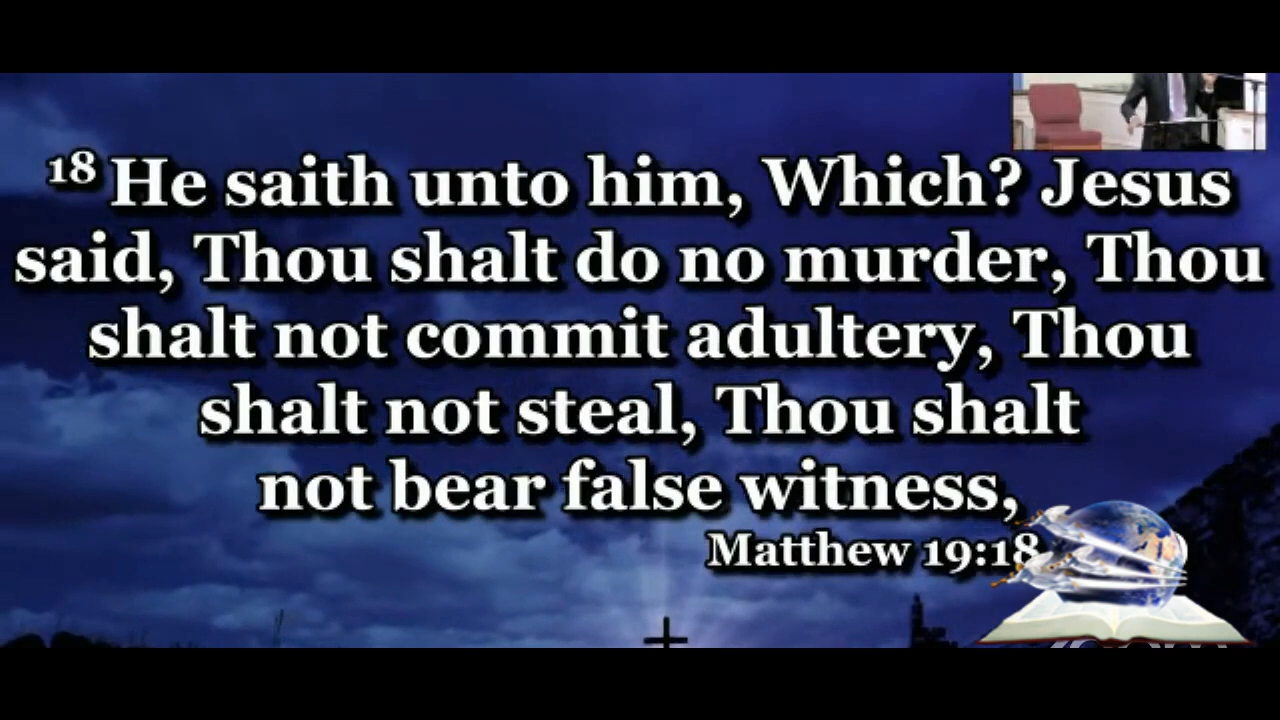 18 He saith unto him, Which? Jesus
said, Thou shalt do no murder, Thou
shalt not commit adultery, Thou
shalt not steal, Thou shalt
not bear false witness,
Matthew 19:18